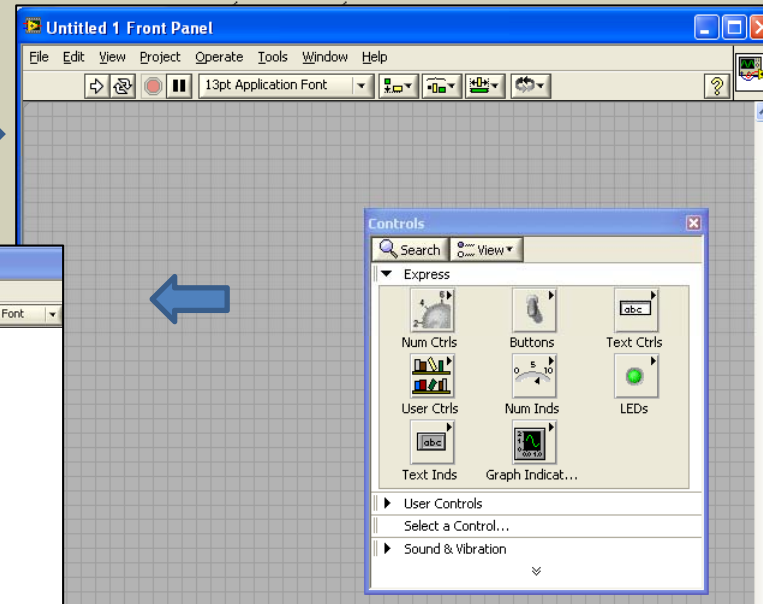 Untitled 1 Front Panel
File Edit View Project Operate Tools Window Help
13pt Application Font
?
Controls
Search View
Express
Font
Num Ctrls Buttons Text Ctrls
User Ctrls Num Inds LEDs
Text Inds Graph Indicat...
User Controls
Select a Control...
Sound & Vibration